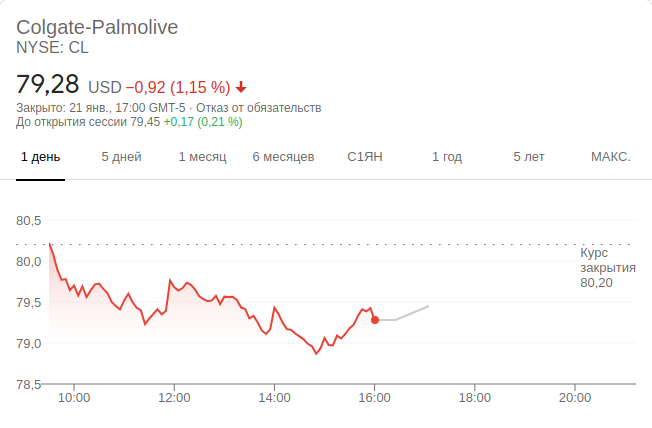 Colgate-Palmolive
NYSE: CL
79,28 USD −0,92 (1,15 %)
Закрыто: 21 янв., 17:00 GMT-5 · Отказ от обязательств
До открытия сессии 79,45 +0,17 (0,21 %)
1 день 5 дней 1 месяц 6 месяцев С1ЯН 1 год 5 лет МАКС.
80,5
Курс
закрытия
80,20
80,0
79,5
79,0
78,5
10:00 12:00 14:00 16:00 18:00 20:00